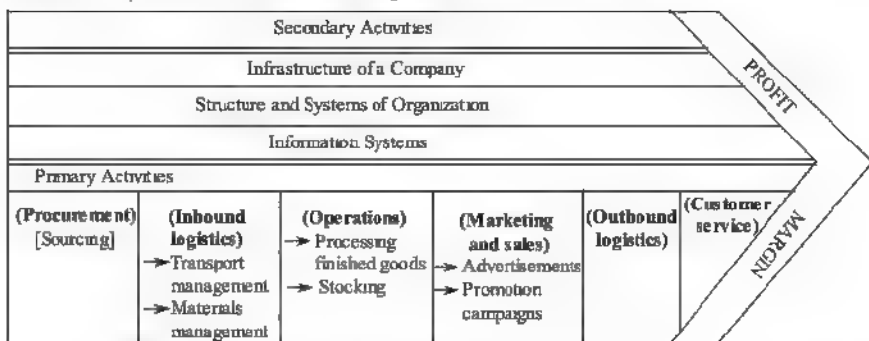 Secondary Activities
Infrastructure of a Company
Structure and Systems of Organization
Information Systems
PROFIT
Primary Activities
(Procurement)
[Sourcing]
(Inbound
logistics)
→ Transport
management
→ Materials
management
(Operations)
→ Processing
finished goods
→ Stocking
(Marketing
and sales)
→ Advertisements
→ Promotion
campaigns
(Outbound
logistics)
(Customer
service)
MARGIN